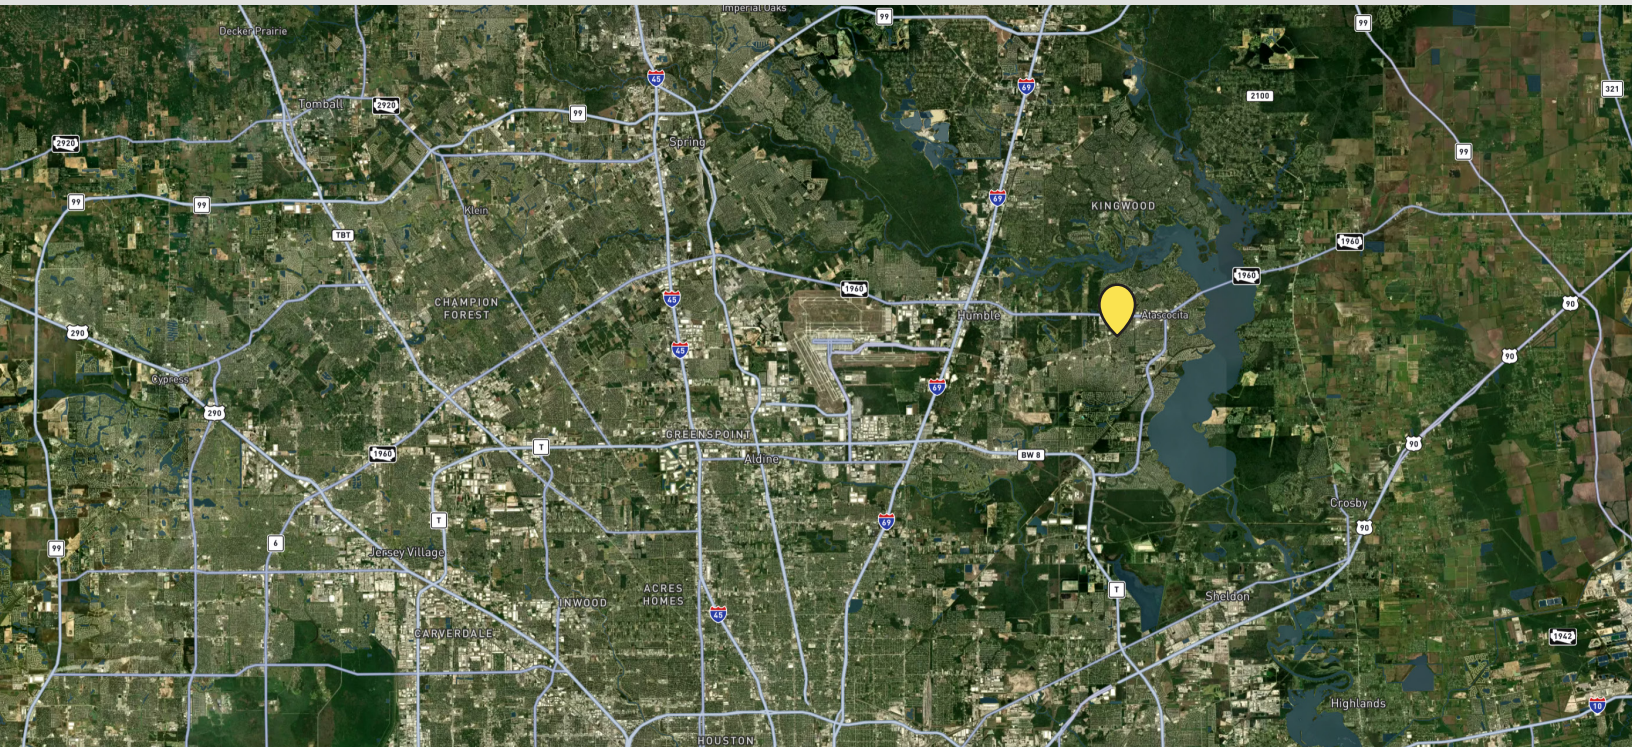 Imperial Oaks
99
99
Decker Prairie
45
69
321
2100
Tomball
2920
99
2920
Spring
99
99
99
69
KINGWOOD
Klein
TBT
1960
1960
1960
45
CHAMPION
FOREST
290
Humble
Atascocita
90
45
90
Cypress
69
290
GREENSPOINT
90
T
1960
BW 8
Aldine
Crosby
T
69
90
99
6
Jersey Village
ACRES
HOMES
INWOOD
T
Sheldon
45
CARVERDALE
1942
Highlands
10
HOUSTON